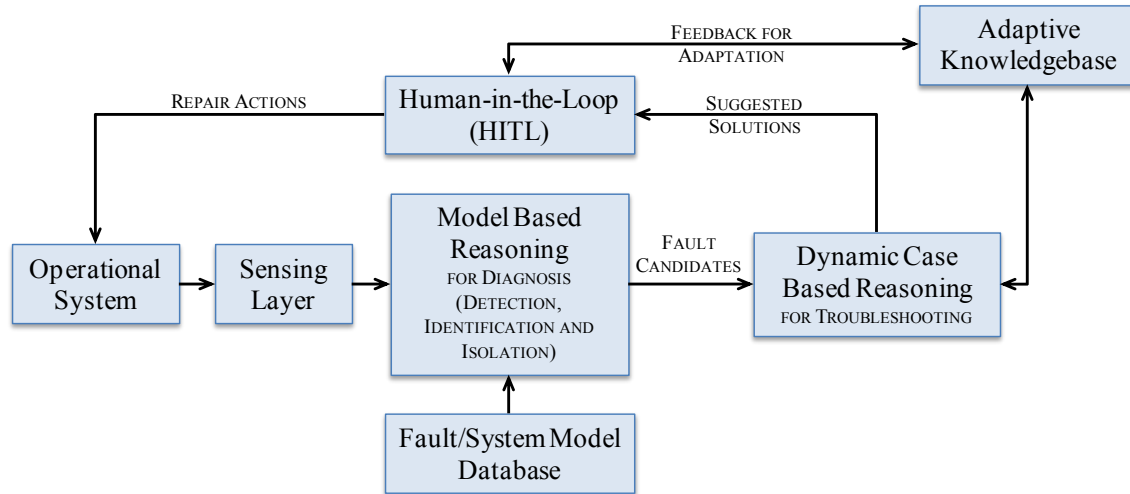 FEEDBACK FOR
ADAPTATION
Adaptive
Knowledgebase
REPAIR ACTIONS
Human-in-the-Loop
(HITL)
SUGGESTED
SOLUTIONS
Operational
System
Sensing
Layer
Model Based
Reasoning
FOR DIAGNOSIS
(DETECTION,
IDENTIFICATION AND
ISOLATION)
FAULT
CANDIDATES
Dynamic Case
Based Reasoning
FOR TROUBLESHOOTING
Fault/System Model
Database